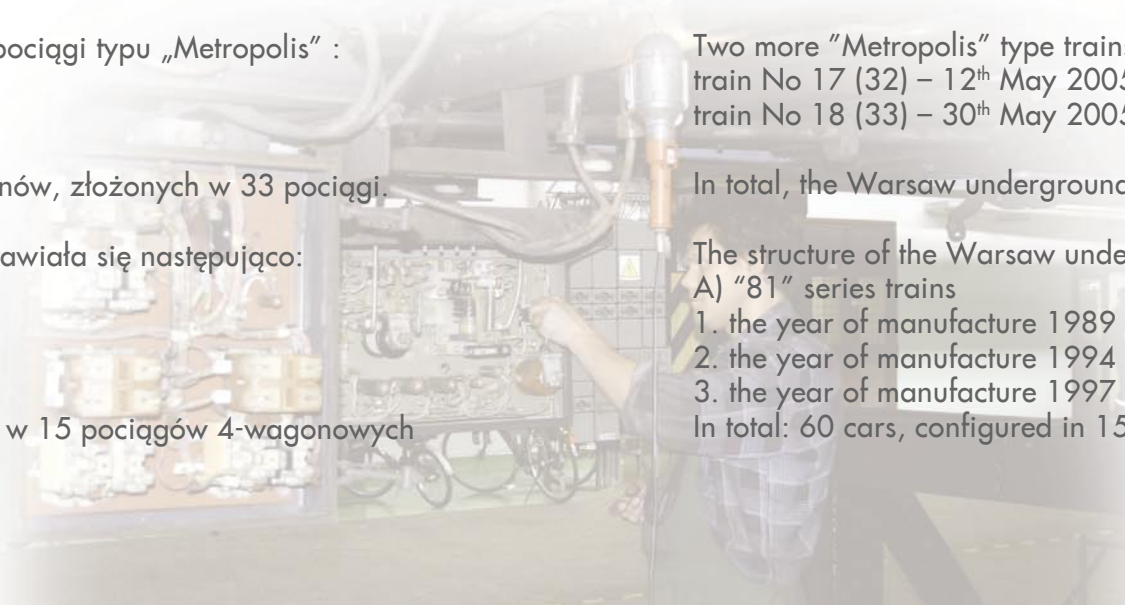 pociągi typu „Metropolis” :
nów, złożonych w 33 pociągi.
awiała się następująco:
w 15 pociągów 4-wagonowych
Two more ”Metropolis” type trains
train No 17 (32) – 12th May 2005
train No 18 (33) – 30th May 2005
In total, the Warsaw underground
The structure of the Warsaw unde
A) “81” series trains
1. the year of manufacture 1989
2. the year of manufacture 1994
3. the year of manufacture 1997
In total: 60 cars, configured in 15